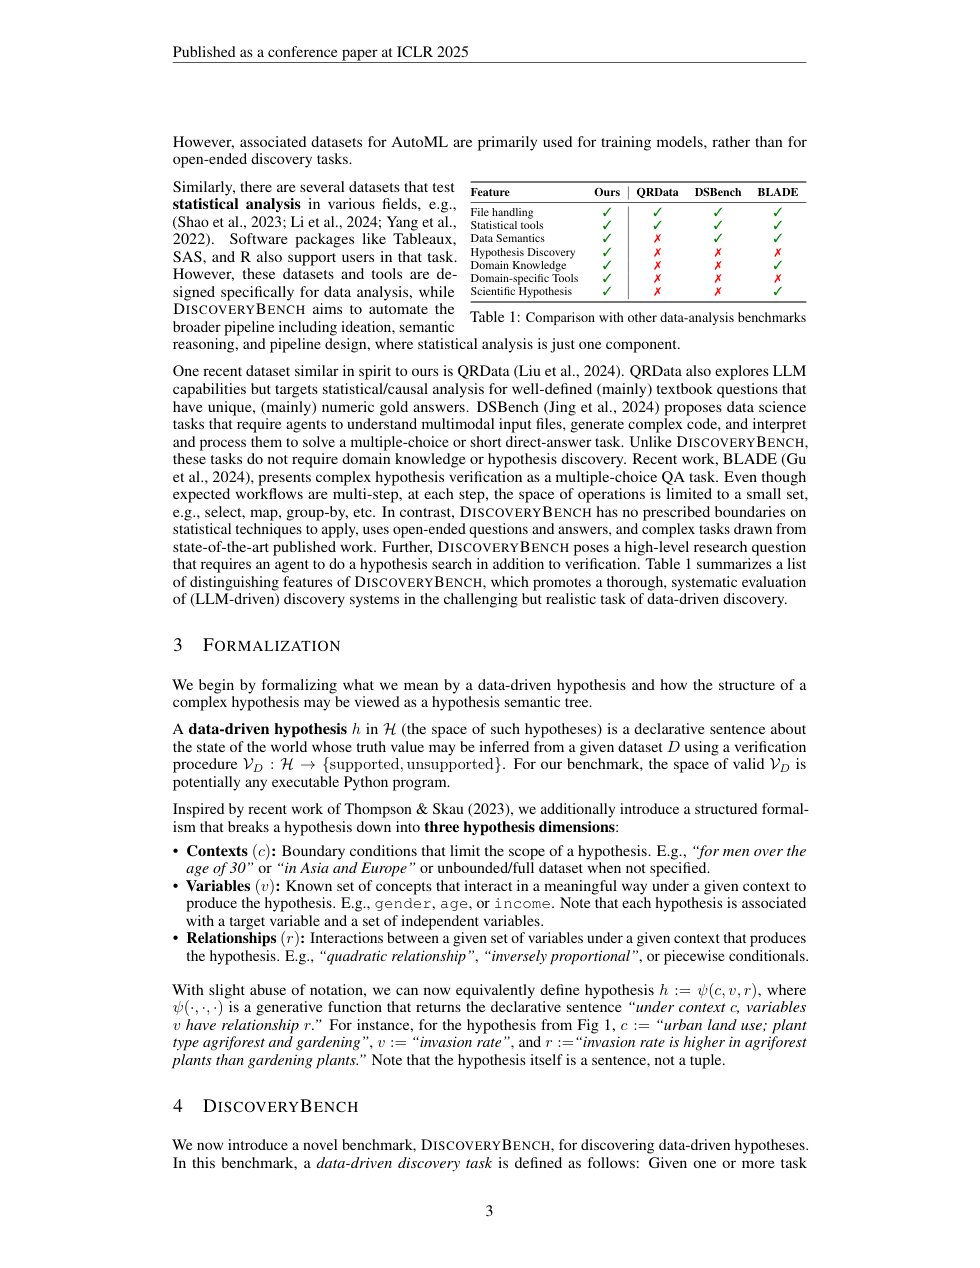 Published as a conference paper at ICLR 2025
However, associated datasets for AutoML are primarily used for training models, rather than for
open-ended discovery tasks.
Similarly, there are several datasets that test
statistical analysis in various fields, e.g.,
(Shao et al., 2023; Li et al., 2024; Yang et al.,
2022). Software packages like Tableaux,
SAS, and R also support users in that task.
However, these datasets and tools are de-
signed specifically for data analysis, while
DISCOVERYBENCH aims to automate the
broader pipeline including ideation, semantic
reasoning, and pipeline design, where statistical analysis is just one component.
Feature Ours QRData DSBench BLADE
File handling ✓ ✓ ✓ ✓
Statistical tools ✓ ✓ ✓ ✓
Data Semantics ✓ ✗ ✓ ✓
Hypothesis Discovery ✓ ✗ ✗ ✗
Domain Knowledge ✓ ✗ ✗ ✓
Domain-specific Tools ✓ ✗ ✗ ✗
Scientific Hypothesis ✓ ✗ ✗ ✓
Table 1: Comparison with other data-analysis benchmarks
One recent dataset similar in spirit to ours is QRData (Liu et al., 2024). QRData also explores LLM
capabilities but targets statistical/causal analysis for well-defined (mainly) textbook questions that
have unique, (mainly) numeric gold answers. DSBench (Jing et al., 2024) proposes data science
tasks that require agents to understand multimodal input files, generate complex code, and interpret
and process them to solve a multiple-choice or short direct-answer task. Unlike DISCOVERYBENCH,
these tasks do not require domain knowledge or hypothesis discovery. Recent work, BLADE (Gu
et al., 2024), presents complex hypothesis verification as a multiple-choice QA task. Even though
expected workflows are multi-step, at each step, the space of operations is limited to a small set,
e.g., select, map, group-by, etc. In contrast, DISCOVERYBENCH has no prescribed boundaries on
statistical techniques to apply, uses open-ended questions and answers, and complex tasks drawn from
state-of-the-art published work. Further, DISCOVERYBENCH poses a high-level research question
that requires an agent to do a hypothesis search in addition to verification. Table 1 summarizes a list
of distinguishing features of DISCOVERYBENCH, which promotes a thorough, systematic evaluation
of (LLM-driven) discovery systems in the challenging but realistic task of data-driven discovery.
3 FORMALIZATION
We begin by formalizing what we mean by a data-driven hypothesis and how the structure of a
complex hypothesis may be viewed as a hypothesis semantic tree.
A data-driven hypothesis h in ℋ (the space of such hypotheses) is a declarative sentence about
the state of the world whose truth value may be inferred from a given dataset D using a verification
procedure 𝒱_D : ℋ → {supported, unsupported}. For our benchmark, the space of valid 𝒱_D is
potentially any executable Python program.
Inspired by recent work of Thompson & Skau (2023), we additionally introduce a structured formal-
ism that breaks a hypothesis down into three hypothesis dimensions:
• Contexts (c): Boundary conditions that limit the scope of a hypothesis. E.g., “for men over the
age of 30” or “in Asia and Europe” or unbounded/full dataset when not specified.
• Variables (v): Known set of concepts that interact in a meaningful way under a given context to
produce the hypothesis. E.g., gender, age, or income. Note that each hypothesis is associated
with a target variable and a set of independent variables.
• Relationships (r): Interactions between a given set of variables under a given context that produces
the hypothesis. E.g., “quadratic relationship”, “inversely proportional”, or piecewise conditionals.
With slight abuse of notation, we can now equivalently define hypothesis h := ψ(c, v, r), where
ψ(·, ·, ·) is a generative function that returns the declarative sentence “under context c, variables
v have relationship r.” For instance, for the hypothesis from Fig 1, c := “urban land use; plant
type agriforest and gardening”, v := “invasion rate”, and r :=“invasion rate is higher in agriforest
plants than gardening plants.” Note that the hypothesis itself is a sentence, not a tuple.
4 DISCOVERYBENCH
We now introduce a novel benchmark, DISCOVERYBENCH, for discovering data-driven hypotheses.
In this benchmark, a data-driven discovery task is defined as follows: Given one or more task
3